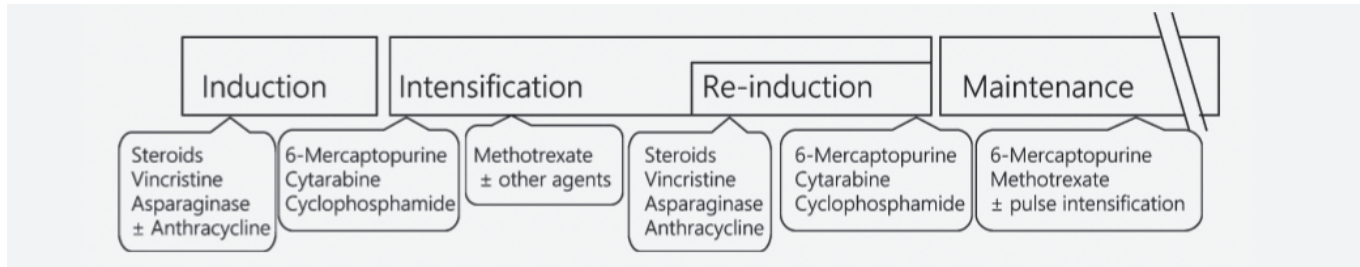 Induction
Intensification
Re-induction
Maintenance
Steroids
Vincristine
Asparaginase
± Anthracycline
6-Mercaptopurine
Cytarabine
Cyclophosphamide
Methotrexate
± other agents
Steroids
Vincristine
Asparaginase
Anthracycline
6-Mercaptopurine
Cytarabine
Cyclophosphamide
6-Mercaptopurine
Methotrexate
± pulse intensification